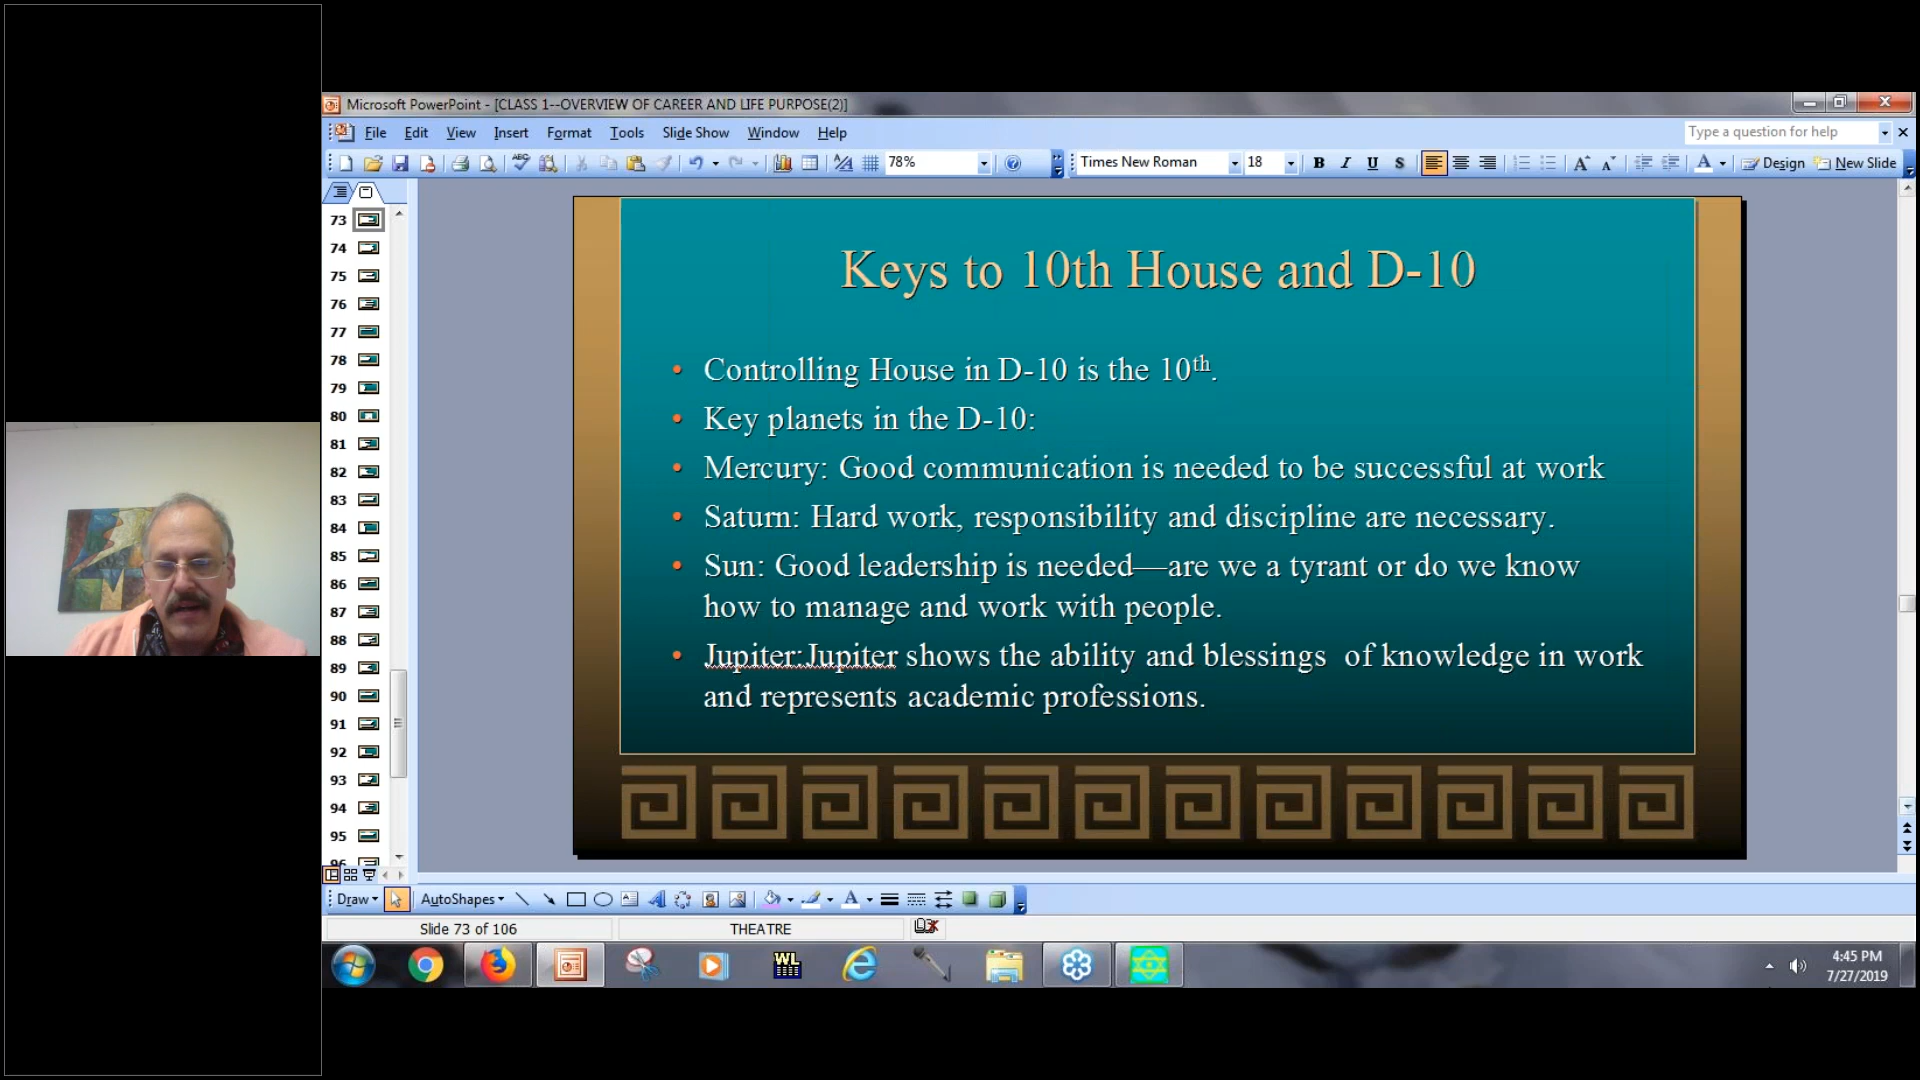 Microsoft PowerPoint - [CLASS 1--OVERVIEW OF CAREER AND LIFE PURPOSE(2)]
File Edit View Insert Format Tools Slide Show Window Help
Type a question for help
78%
Times New Roman
18
B I U S
A A
A
Design
New Slide
Keys to 10th House and D-10
• Controlling House in D-10 is the 10th.
• Key planets in the D-10:
• Mercury: Good communication is needed to be successful at work
• Saturn: Hard work, responsibility and discipline are necessary.
• Sun: Good leadership is needed—are we a tyrant or do we know
how to manage and work with people.
• Jupiter:Jupiter shows the ability and blessings  of knowledge in work
and represents academic professions.
73
74
75
76
77
78
79
80
81
82
83
84
85
86
87
88
89
90
91
92
93
94
95
96
Draw AutoShapes
A
Slide 73 of 106
THEATRE
WL
4:45 PM
7/27/2019